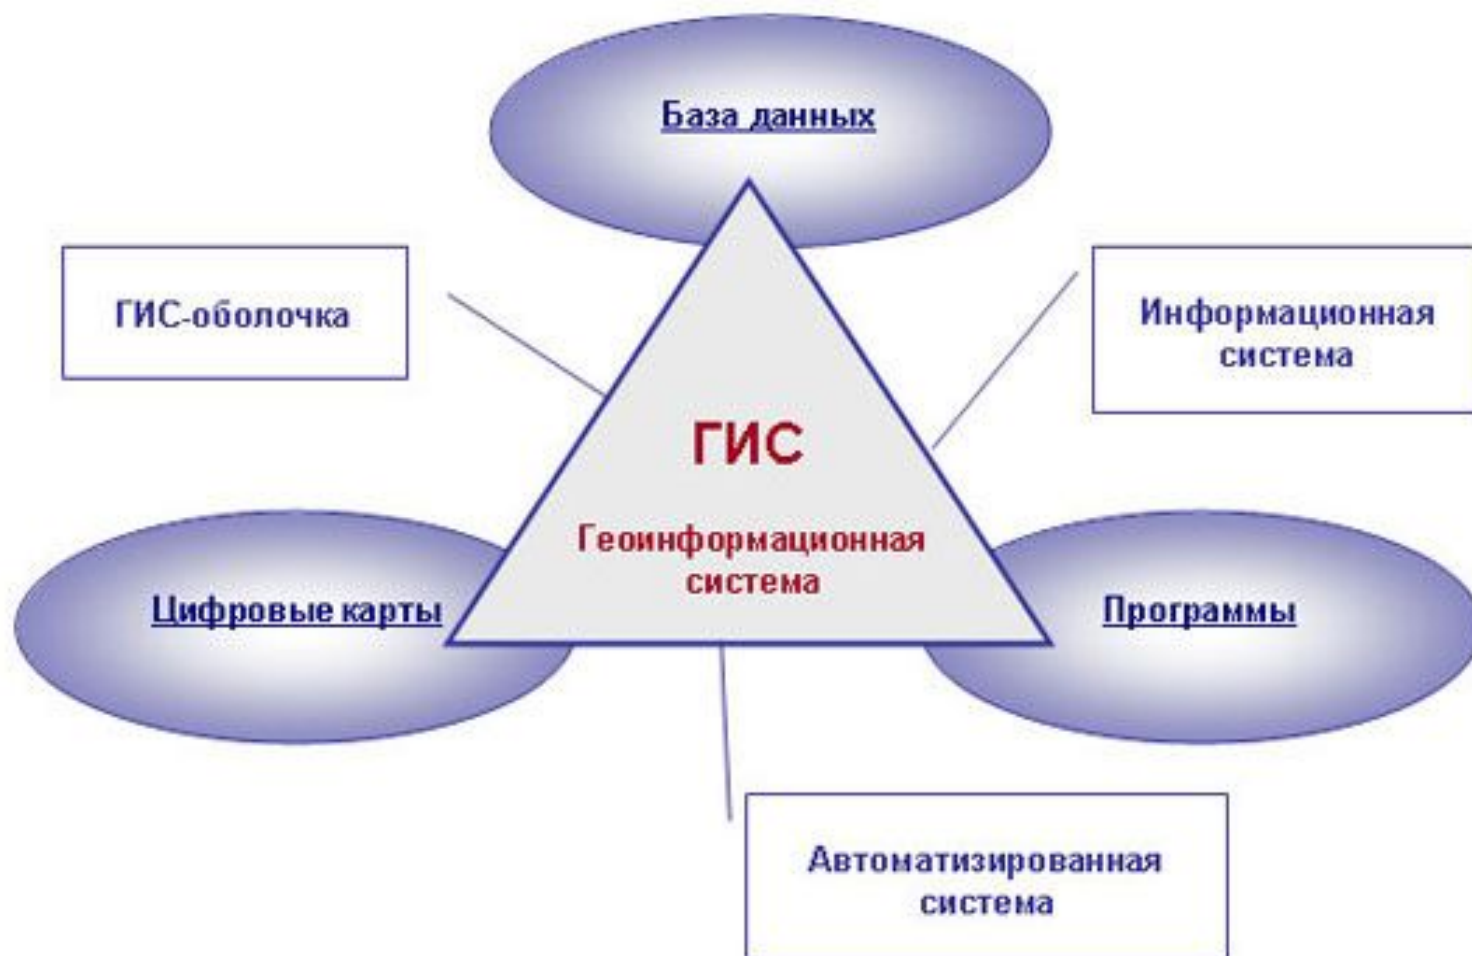 База данных
ГИС-оболочка
Информационная
система
ГИС
Геоинформационная
система
Цифровые карты
Программы
Автоматизированная
система